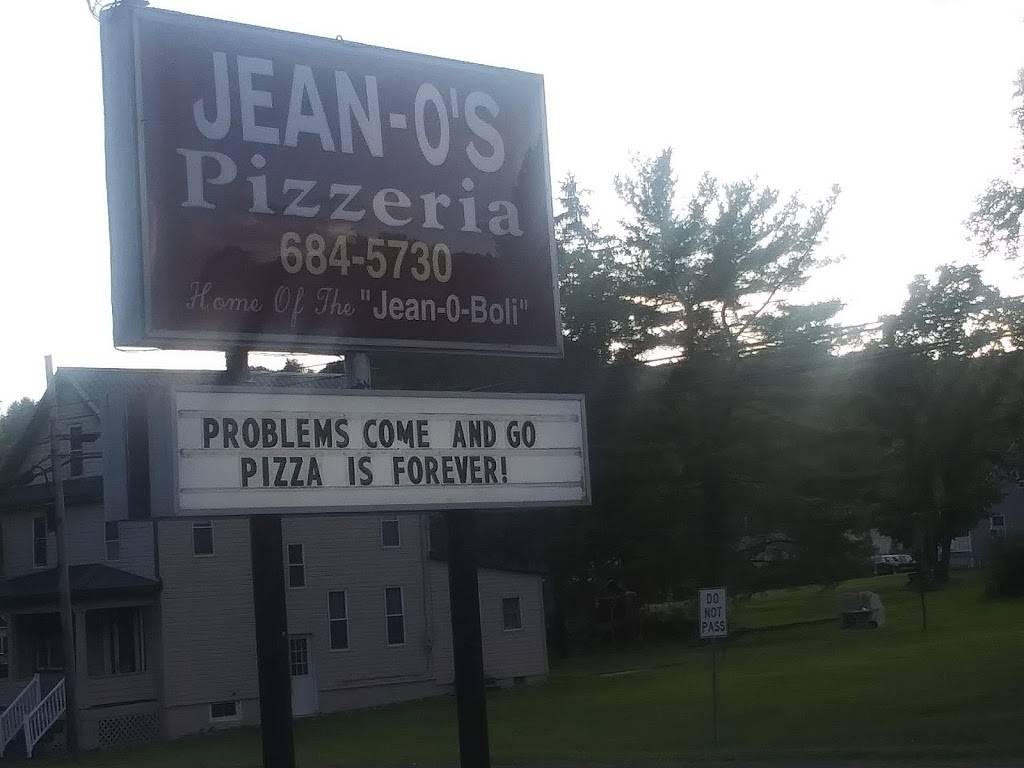 JEAN-O'S
Pizzeria
684-5730
Home Of The "Jean-O-Boli"
PROBLEMS COME AND GO
PIZZA IS FOREVER!
DO
NOT
PASS